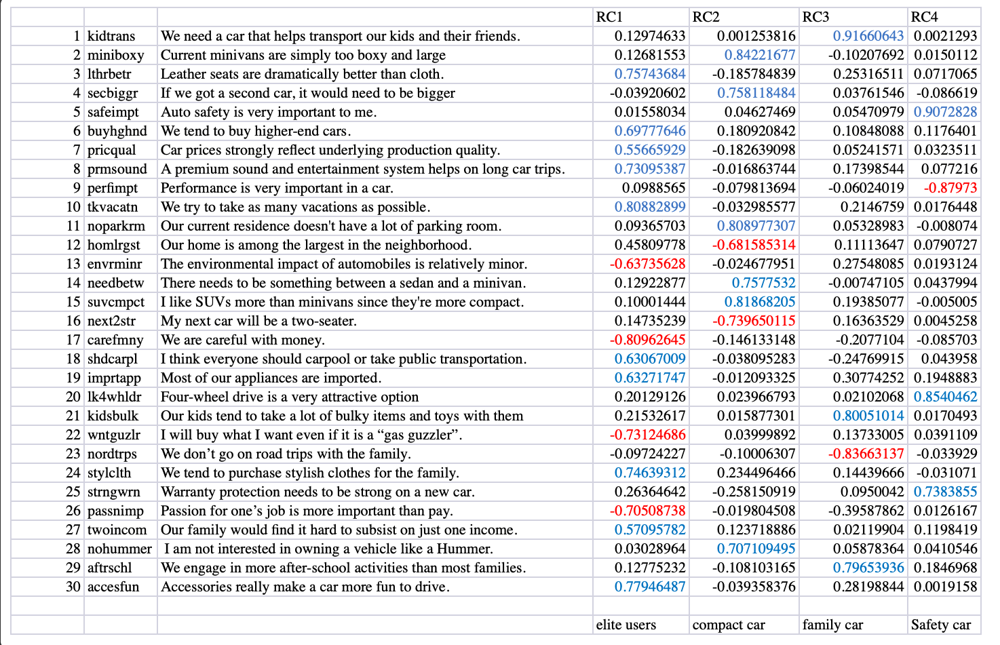 RC1 RC2 RC3 RC4
1 kidtrans We need a car that helps transport our kids and their friends. 0.12974633 0.001253816 0.91660643 0.0021293
2 miniboxy Current minivans are simply too boxy and large 0.12681553 0.84221677 -0.10207692 0.0150112
3 lthrbetr Leather seats are dramatically better than cloth. 0.75743684 -0.185784839 0.25316511 0.0717065
4 secbiggr If we got a second car, it would need to be bigger -0.03920602 0.758118484 0.03761546 -0.086619
5 safeimpt Auto safety is very important to me. 0.01558034 0.04627469 0.05470979 0.9072828
6 buyhghnd We tend to buy higher-end cars. 0.69777646 0.180920842 0.10848088 0.1176401
7 pricqual Car prices strongly reflect underlying production quality. 0.55665929 -0.182639098 0.05241571 0.0323511
8 prmsound A premium sound and entertainment system helps on long car trips. 0.73095387 -0.016863744 0.17398544 0.077216
9 perfimpt Performance is very important in a car. 0.0988565 -0.079813694 -0.06024019 -0.87973
10 tkvacatn We try to take as many vacations as possible. 0.80882899 -0.032985577 0.2146759 0.0176448
11 noparkrm Our current residence doesn't have a lot of parking room. 0.09365703 0.808977307 0.05328983 -0.008074
12 homlrgst Our home is among the largest in the neighborhood. 0.45809778 -0.681585314 0.11113647 0.0790727
13 envrminr The environmental impact of automobiles is relatively minor. -0.63735628 -0.024677951 0.27548085 0.0193124
14 needbetw There needs to be something between a sedan and a minivan. 0.12922877 0.7577532 -0.00747105 0.0437994
15 suvcmpct I like SUVs more than minivans since they're more compact. 0.10001444 0.81868205 0.19385077 -0.005005
16 next2str My next car will be a two-seater. 0.14735239 -0.739650115 0.16363529 0.0045258
17 carefmny We are careful with money. -0.80962645 -0.146133148 -0.2077104 -0.085703
18 shdcarpl I think everyone should carpool or take public transportation. 0.63067009 -0.038095283 -0.24769915 0.043958
19 imprtapp Most of our appliances are imported. 0.63271747 -0.012093325 0.30774252 0.1948883
20 lk4whldr Four-wheel drive is a very attractive option 0.20129126 0.023966793 0.02102068 0.8540462
21 kidsbulk Our kids tend to take a lot of bulky items and toys with them 0.21532617 0.015877301 0.80051014 0.0170493
22 wntguzlr I will buy what I want even if it is a “gas guzzler”. -0.73124686 0.03999892 0.13733005 0.0391109
23 nordtrps We don’t go on road trips with the family. -0.09724227 -0.10006307 -0.83663137 -0.033929
24 stylclth We tend to purchase stylish clothes for the family. 0.74639312 0.234496466 0.14439666 -0.031071
25 strngwrn Warranty protection needs to be strong on a new car. 0.26364642 -0.258150919 0.0950042 0.7383855
26 passnimp Passion for one’s job is more important than pay. -0.70508738 -0.019804508 -0.39587862 0.0126167
27 twoincom Our family would find it hard to subsist on just one income. 0.57095782 0.123718886 0.02119904 0.1198419
28 nohummer I am not interested in owning a vehicle like a Hummer. 0.03028964 0.707109495 0.05878364 0.0410546
29 aftrschl We engage in more after-school activities than most families. 0.12775232 -0.108103165 0.79653936 0.1846968
30 accesfun Accessories really make a car more fun to drive. 0.77946487 -0.039358376 0.28198844 0.0019158
elite users compact car family car Safety car